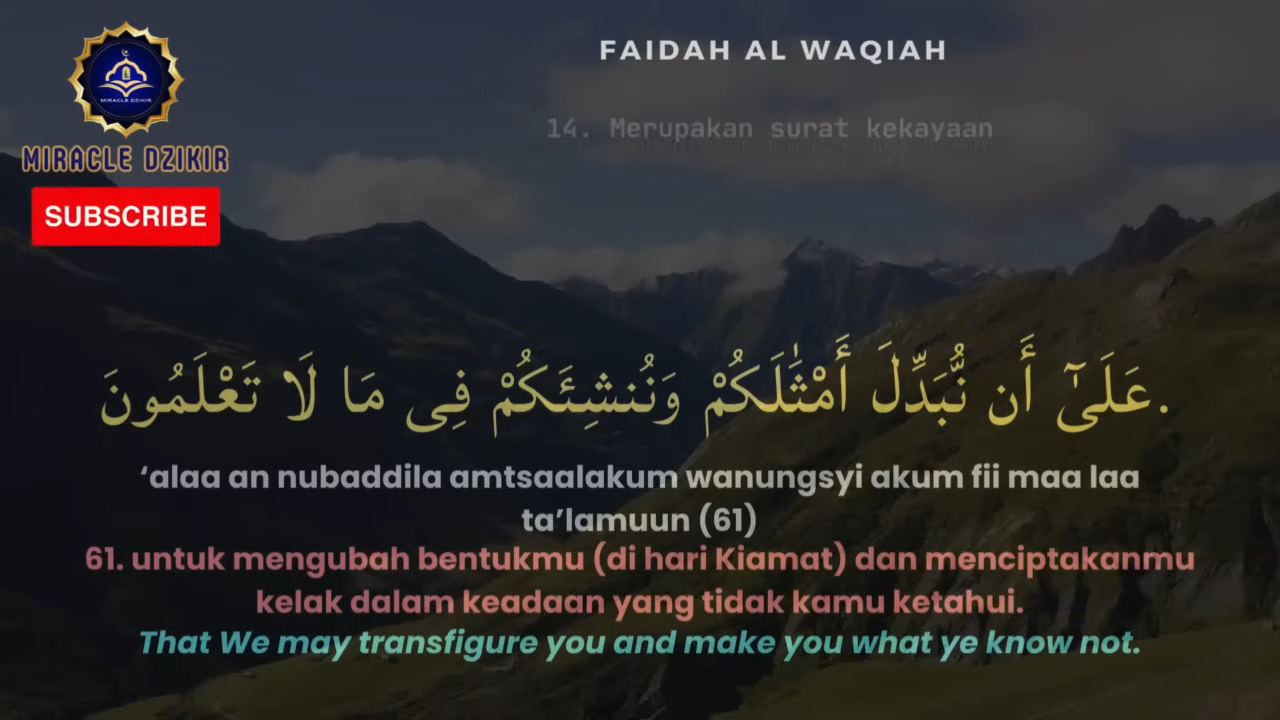 FAIDAH AL WAQIAH
14. Merupakan surat kekayaan
MIRACLE DZIKIR
MIRACLE DZIKIR
SUBSCRIBE
عَلَىٰٓ أَن نُّبَدِّلَ أَمْثَٰلَكُمْ وَنُنشِئَكُمْ فِى مَا لَا تَعْلَمُونَ.
‘alaa an nubaddila amtsaalakum wanungsyi akum fii maa laa
ta’lamuun (61)
61. untuk mengubah bentukmu (di hari Kiamat) dan menciptakanmu
kelak dalam keadaan yang tidak kamu ketahui.
That We may transfigure you and make you what ye know not.